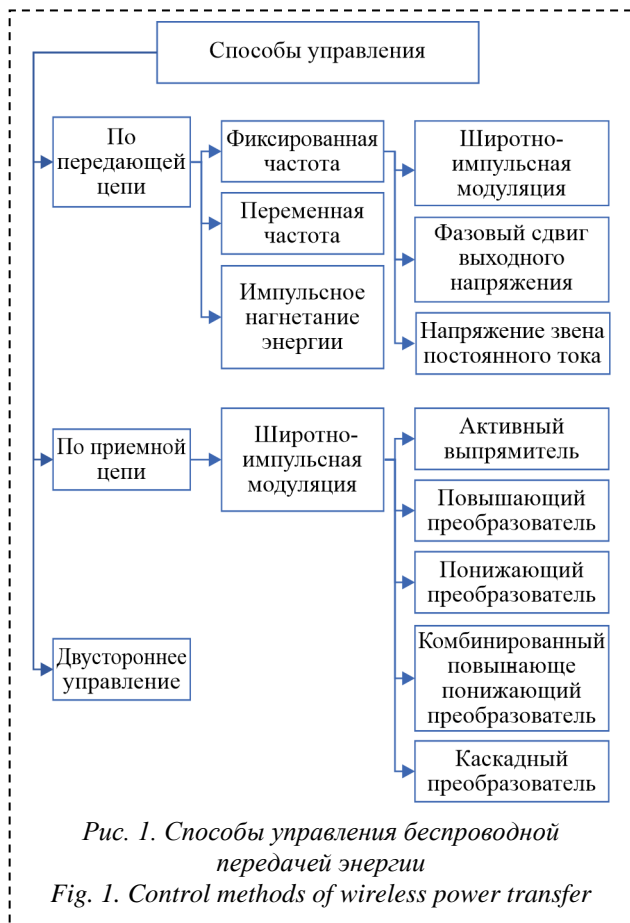 Способы управления
По
передающей
цепи
Фиксированная
частота
Широтно-
импульсная
модуляция
Переменная
частота
Фазовый сдвиг
выходного
напряжения
Импульсное
нагнетание
энергии
Напряжение звена
постоянного тока
По приемной
цепи
Широтно-
импульсная
модуляция
Активный
выпрямитель
Повышающий
преобразователь
Понижающий
преобразователь
Двустороннее
управление
Комбинированный
повышающе
понижающий
преобразователь
Каскадный
преобразователь
Рис. 1. Способы управления беспроводной
передачей энергии
Fig. 1. Control methods of wireless power transfer